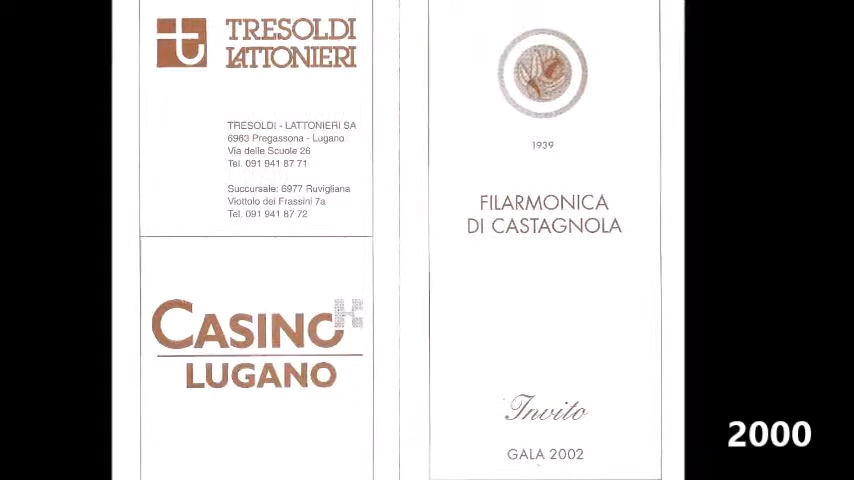 TRESOLDI
LATTONIERI
TRESOLDI - LATTONIERI SA
6963 Pregassona - Lugano
Via delle Scuole 26
Tel. 091 941 87 71
Succursale: 6977 Ruvigliana
Viottolo dei Frassini 7a
Tel. 091 941 87 72
CASINO
LUGANO
1939
FILARMONICA
DI CASTAGNOLA
Invito
GALA 2002
2000